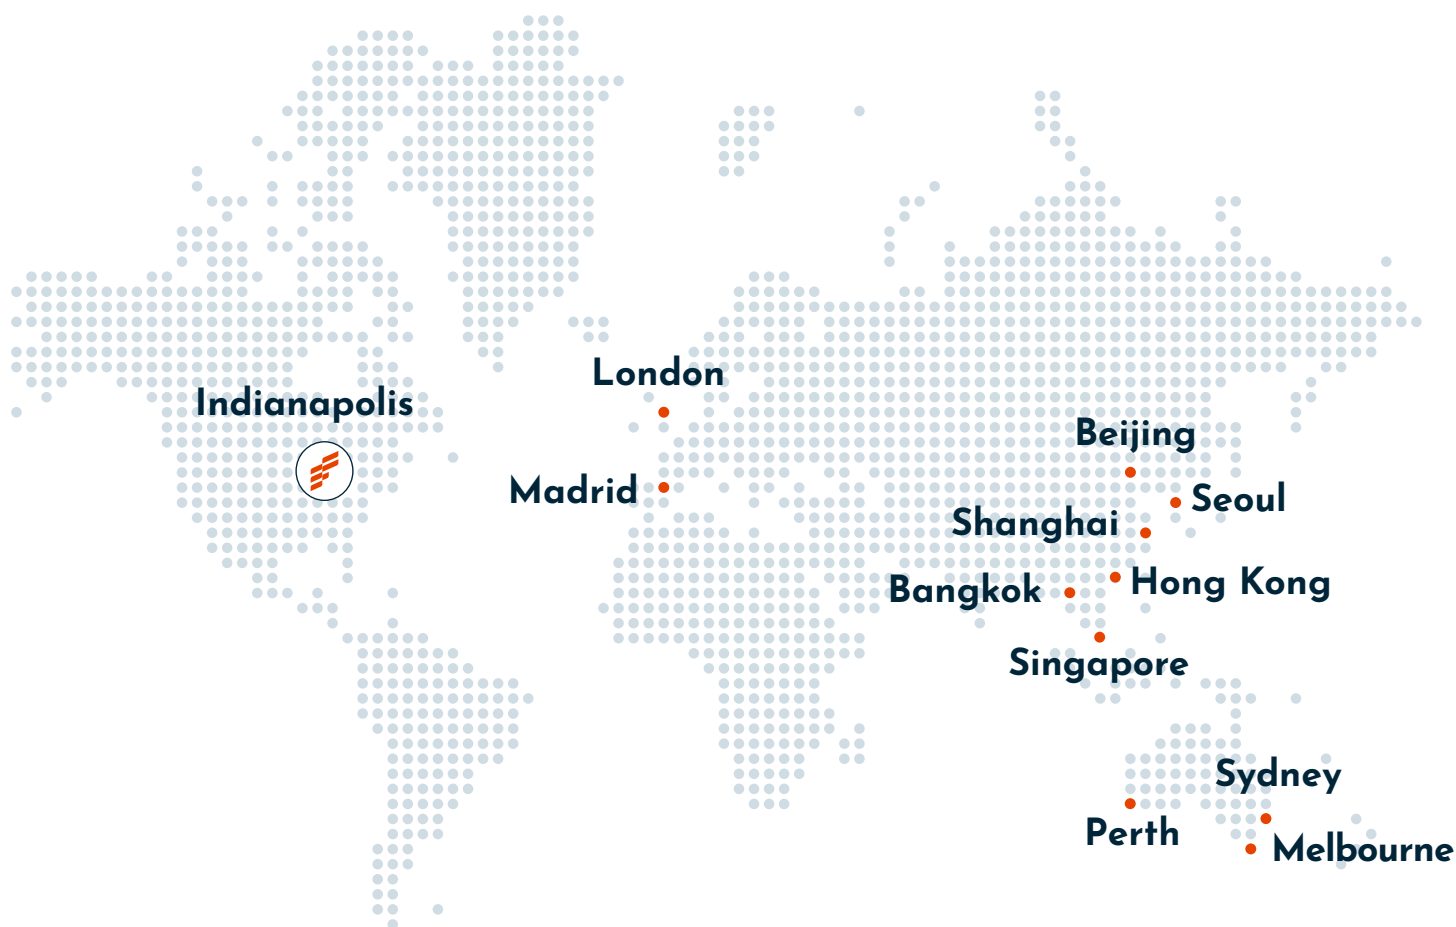 London
Indianapolis
Beijing
Madrid
Seoul
Shanghai
Hong Kong
Bangkok
Singapore
Sydney
Perth
Melbourne